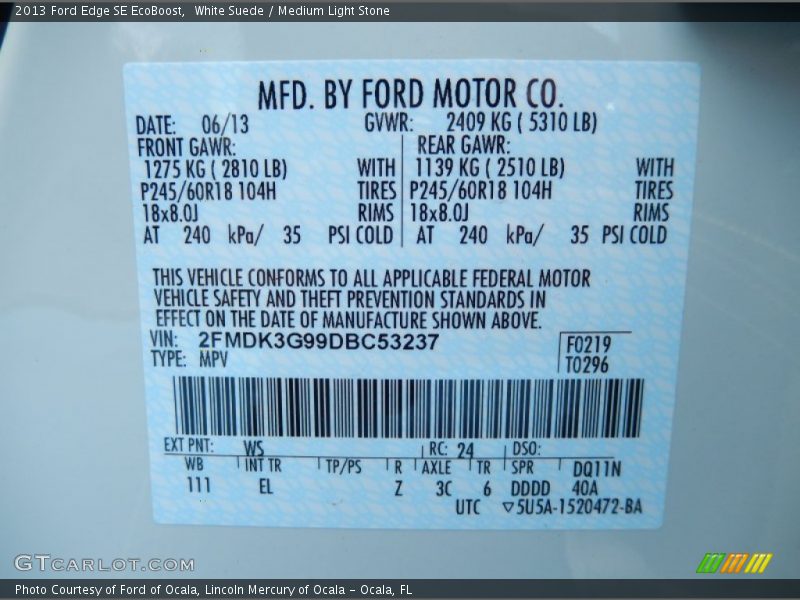 2013 Ford Edge SE EcoBoost,  White Suede / Medium Light Stone
MFD. BY FORD MOTOR CO.
DATE: 06/13 GVWR: 2409 KG ( 5310 LB)
FRONT GAWR: REAR GAWR:
1275 KG ( 2810 LB) WITH 1139 KG ( 2510 LB) WITH
P245/60R18 104H TIRES P245/60R18 104H TIRES
18x8.0J RIMS 18x8.0J RIMS
AT 240 kPa/ 35 PSI COLD AT 240 kPa/ 35 PSI COLD
THIS VEHICLE CONFORMS TO ALL APPLICABLE FEDERAL MOTOR
VEHICLE SAFETY AND THEFT PREVENTION STANDARDS IN
EFFECT ON THE DATE OF MANUFACTURE SHOWN ABOVE.
VIN: 2FMDK3G99DBC53237 F0219
TYPE: MPV T0296
EXT PNT: WS RC: 24 DSO:
WB INT TR TP/PS R AXLE TR SPR DQ11N
111 EL Z 3C 6 DDDD 40A
UTC ▽5U5A-1520472-BA
GTCARLOT.COM
Photo Courtesy of Ford of Ocala, Lincoln Mercury of Ocala - Ocala, FL